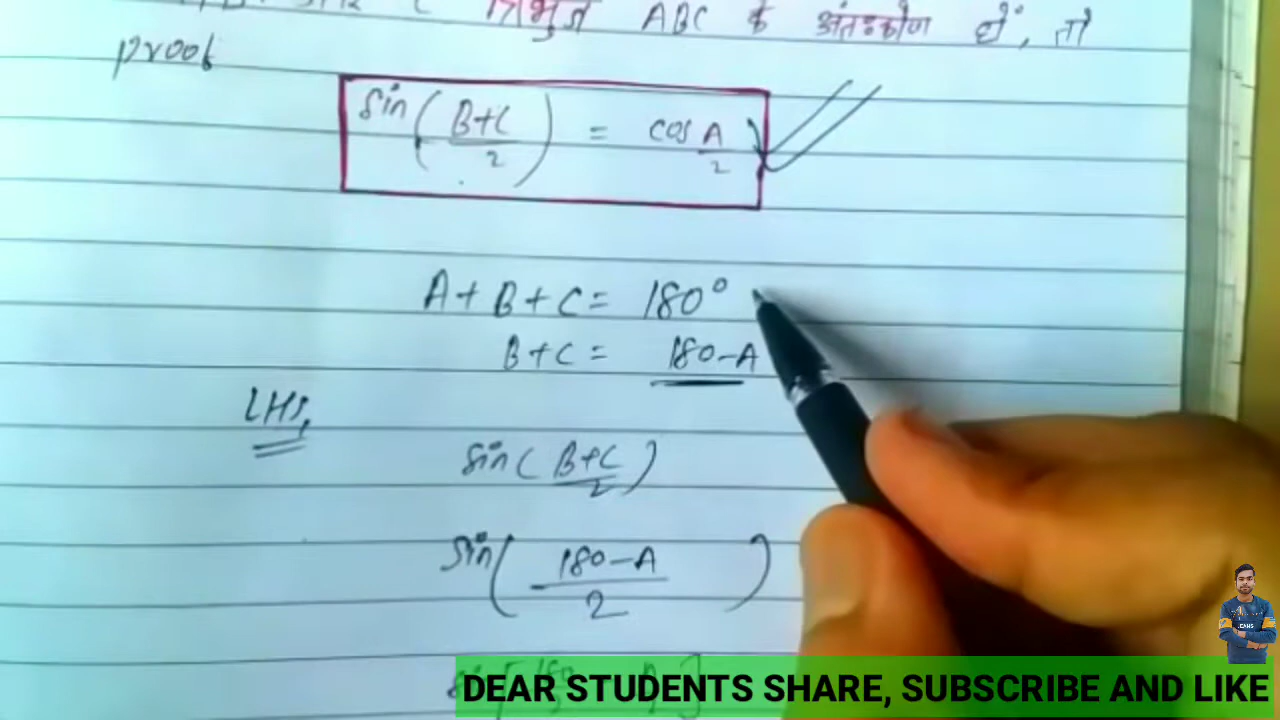 C त्रिभुज ABC के अंतःकोण हैं, तो
proof
sin(B+C/2) = cos A/2
A+B+C= 180°
B+C= 180-A
LHS,
sin(B+C/2)
sin(180-A/2)
DEAR STUDENTS SHARE, SUBSCRIBE AND LIKE